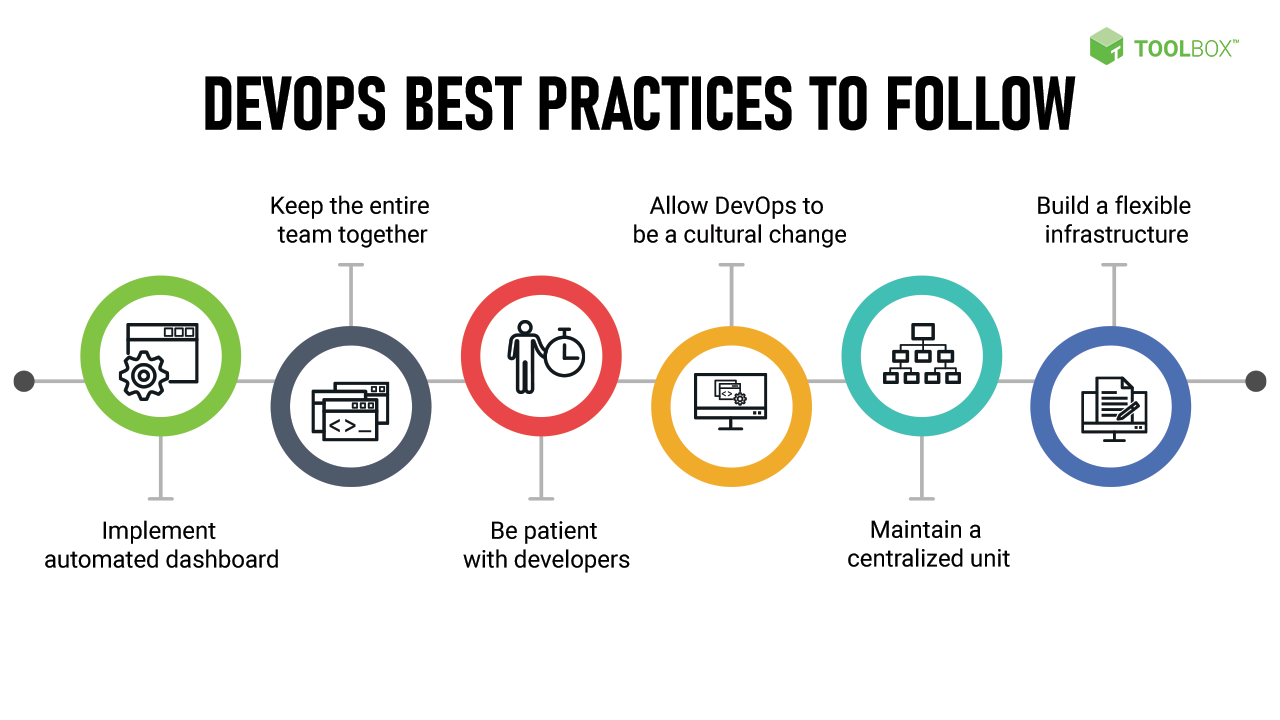 TOOLBOX™
DEVOPS BEST PRACTICES TO FOLLOW
Implement
automated dashboard
Keep the entire
team together
<>_
Be patient
with developers
Allow DevOps to
be a cultural change
<>
Maintain a
centralized unit
Build a flexible
infrastructure